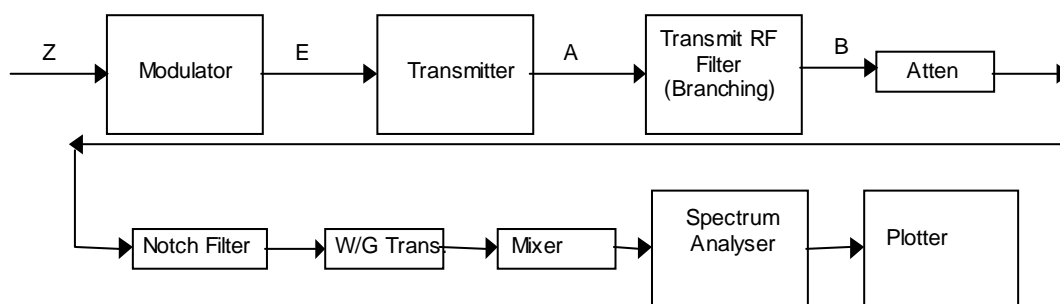 Z
Modulator
E
Transmitter
A
Transmit RF
Filter
(Branching)
B
Atten
Notch Filter
W/G Trans.
Mixer
Spectrum
Analyser
Plotter